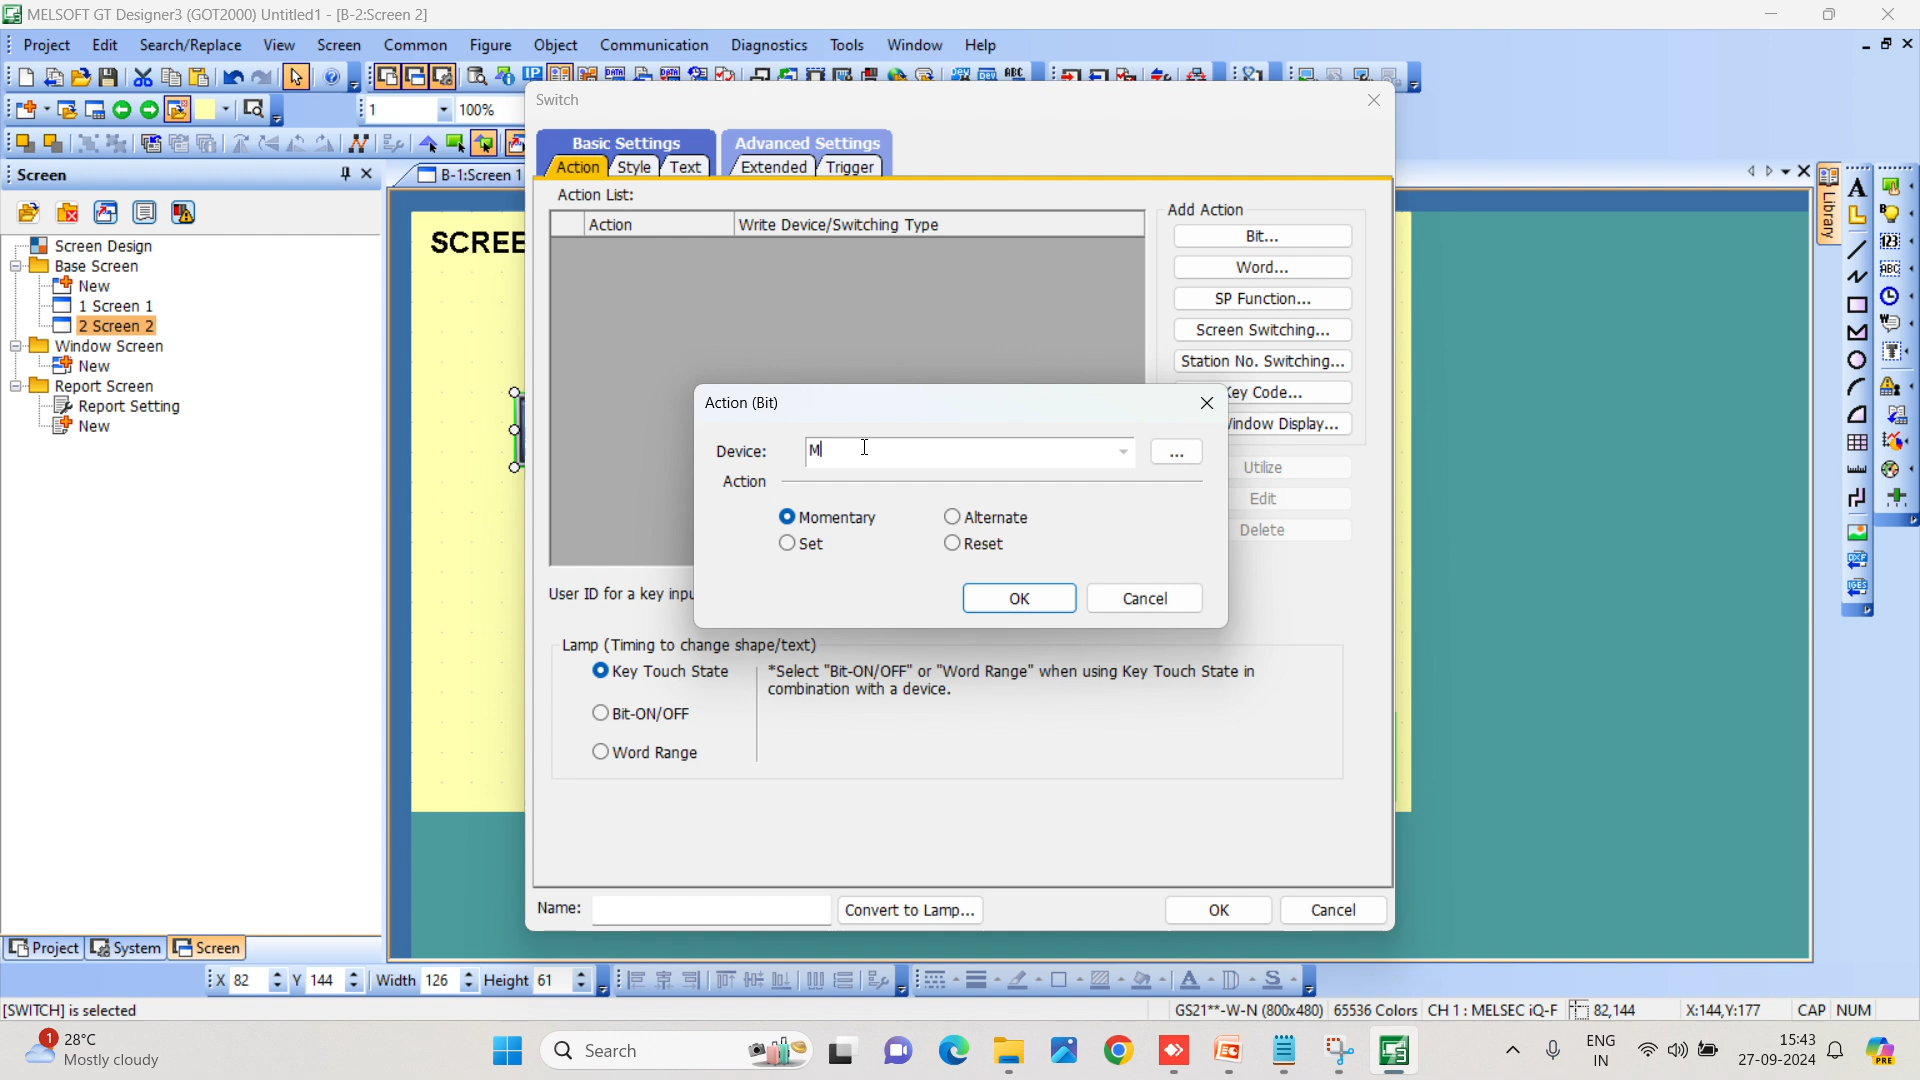 MELSOFT GT Designer3 (GOT2000) Untitled1 - [B-2:Screen 2]
Project Edit Search/Replace View Screen Common Figure Object Communication Diagnostics Tools Window Help
1 100%
Screen
B-1:Screen 1
Screen Design
Base Screen
New
1 Screen 1
2 Screen 2
Window Screen
New
Report Screen
Report Setting
New
Project System Screen
SCREE
Switch
Basic Settings Advanced Settings
Action Style Text Extended Trigger
Action List:
Action Write Device/Switching Type
Add Action
Bit...
Word...
SP Function...
Screen Switching...
Station No. Switching...
Key Code...
Window Display...
Utilize
Edit
Delete
Action (Bit)
Device: M ...
Action
Momentary Alternate
Set Reset
OK Cancel
User ID for a key inpu
Lamp (Timing to change shape/text)
Key Touch State
*Select "Bit-ON/OFF" or "Word Range" when using Key Touch State in
combination with a device.
Bit-ON/OFF
Word Range
Name: Convert to Lamp... OK Cancel
Library
X 82 Y 144 Width 126 Height 61
[SWITCH] is selected GS21**-W-N (800x480) 65536 Colors CH 1 : MELSEC iQ-F 82,144 X:144,Y:177 CAP NUM
1 28°C
Mostly cloudy
Search
ENG
IN
15:43
27-09-2024
PRE